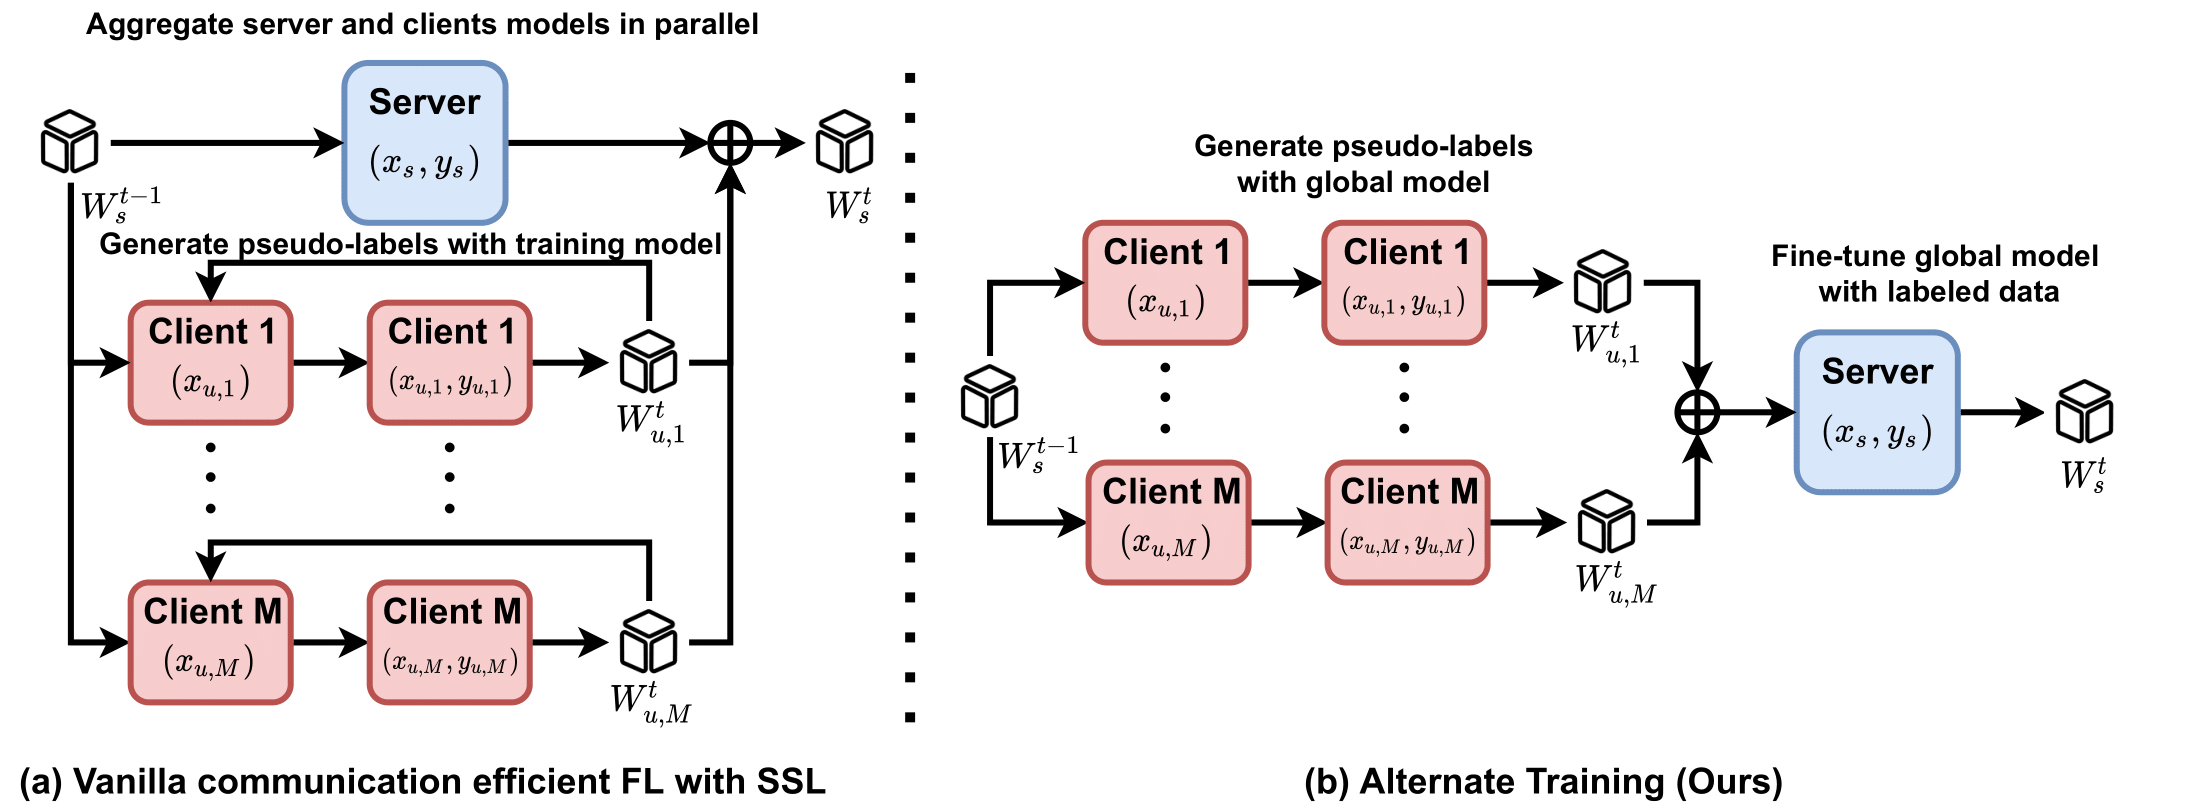 Aggregate server and clients models in parallel
Server
$(x_s, y_s)$
$W_s^{t-1}$
$W_s^t$
Generate pseudo-labels with training model
Client 1
$(x_{u,1})$
Client 1
$(x_{u,1}, y_{u,1})$
$W_{u,1}^t$
Client M
$(x_{u,M})$
Client M
$(x_{u,M}, y_{u,M})$
$W_{u,M}^t$
(a) Vanilla communication efficient FL with SSL
Generate pseudo-labels
with global model
Client 1
$(x_{u,1})$
Client 1
$(x_{u,1}, y_{u,1})$
$W_{u,1}^t$
$W_s^{t-1}$
Client M
$(x_{u,M})$
Client M
$(x_{u,M}, y_{u,M})$
$W_{u,M}^t$
Fine-tune global model
with labeled data
Server
$(x_s, y_s)$
$W_s^t$
(b) Alternate Training (Ours)